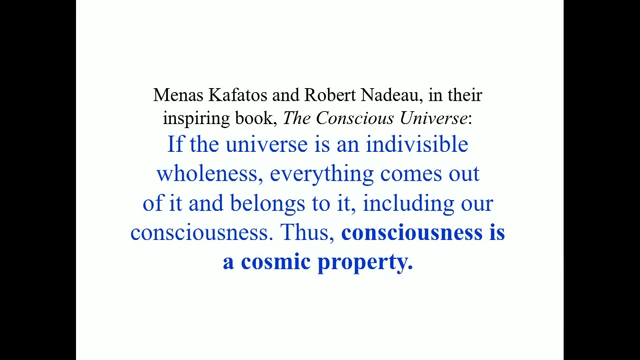 Menas Kafatos and Robert Nadeau, in their
inspiring book, The Conscious Universe:
If the universe is an indivisible
wholeness, everything comes out
of it and belongs to it, including our
consciousness. Thus, consciousness is
a cosmic property.